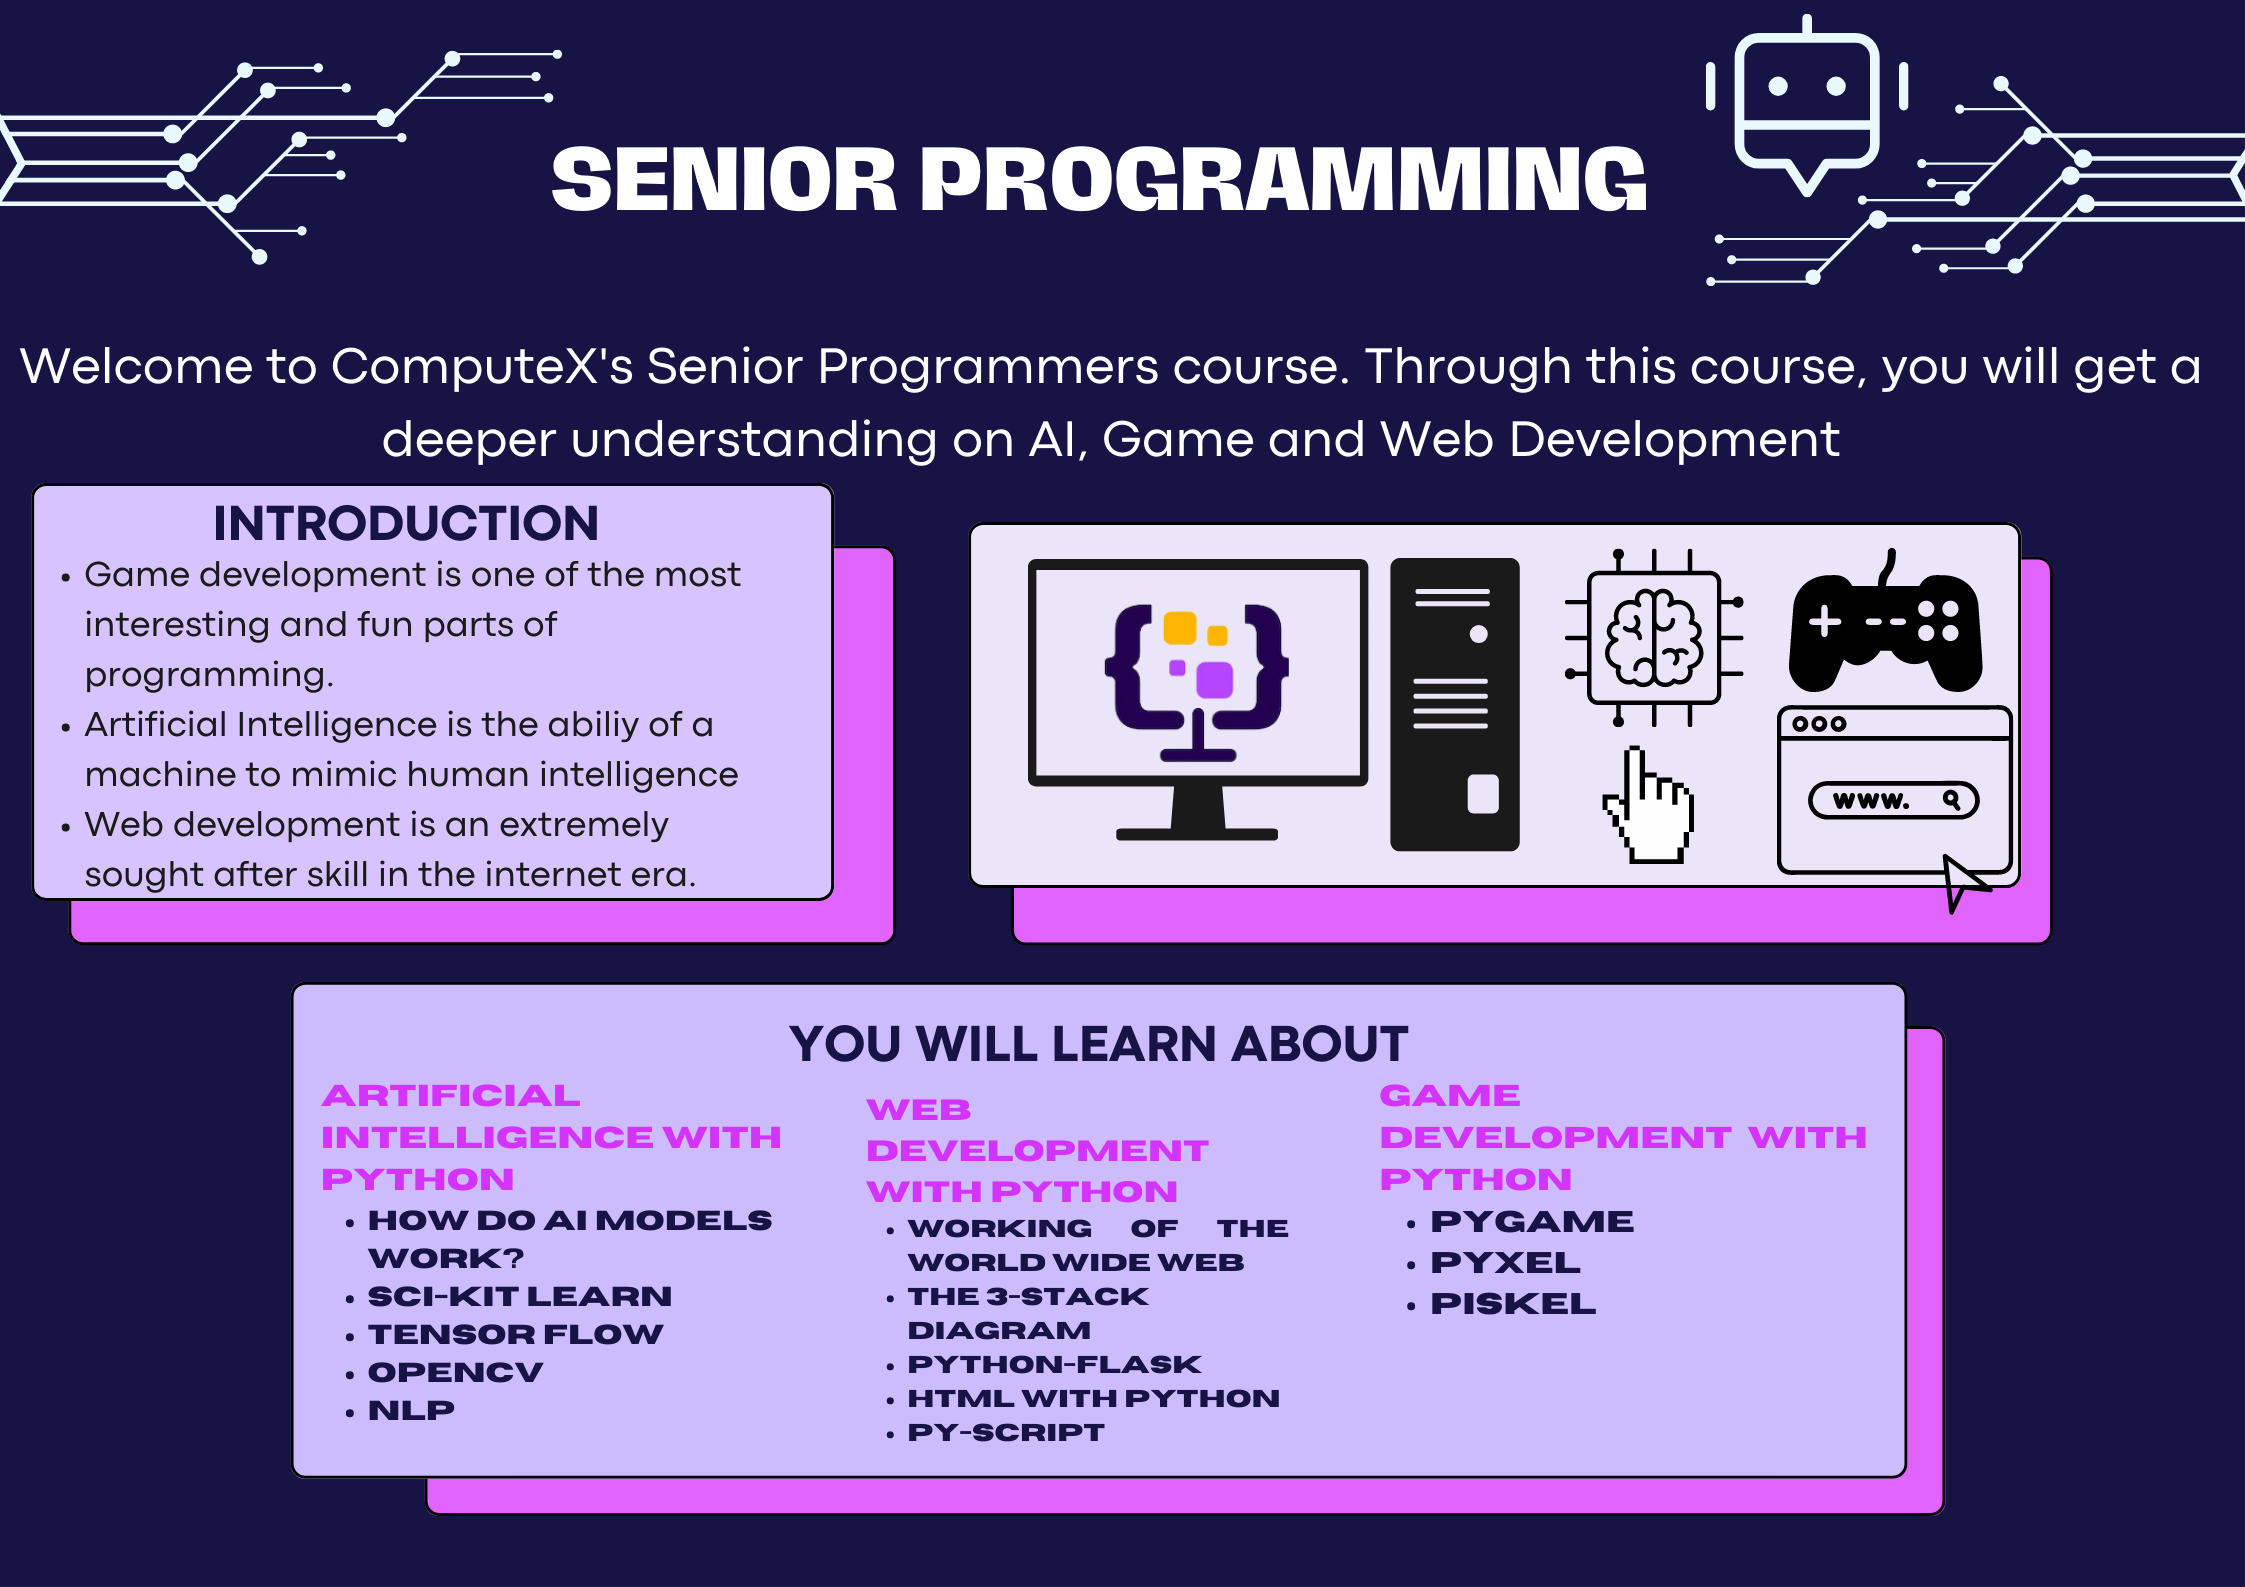 SENIOR PROGRAMMING
Welcome to ComputeX's Senior Programmers course. Through this course, you will get a
deeper understanding on AI, Game and Web Development
INTRODUCTION
• Game development is one of the most
interesting and fun parts of
programming.
• Artificial Intelligence is the abiliy of a
machine to mimic human intelligence
• Web development is an extremely
sought after skill in the internet era.
www.
YOU WILL LEARN ABOUT
ARTIFICIAL
INTELLIGENCE WITH
PYTHON
• HOW DO AI MODELS
WORK?
• SCI-KIT LEARN
• TENSOR FLOW
• OPENCV
• NLP
WEB
DEVELOPMENT
WITH PYTHON
• WORKING OF THE
WORLD WIDE WEB
• THE 3-STACK
DIAGRAM
• PYTHON-FLASK
• HTML WITH PYTHON
• PY-SCRIPT
GAME
DEVELOPMENT WITH
PYTHON
• PYGAME
• PYXEL
• PISKEL